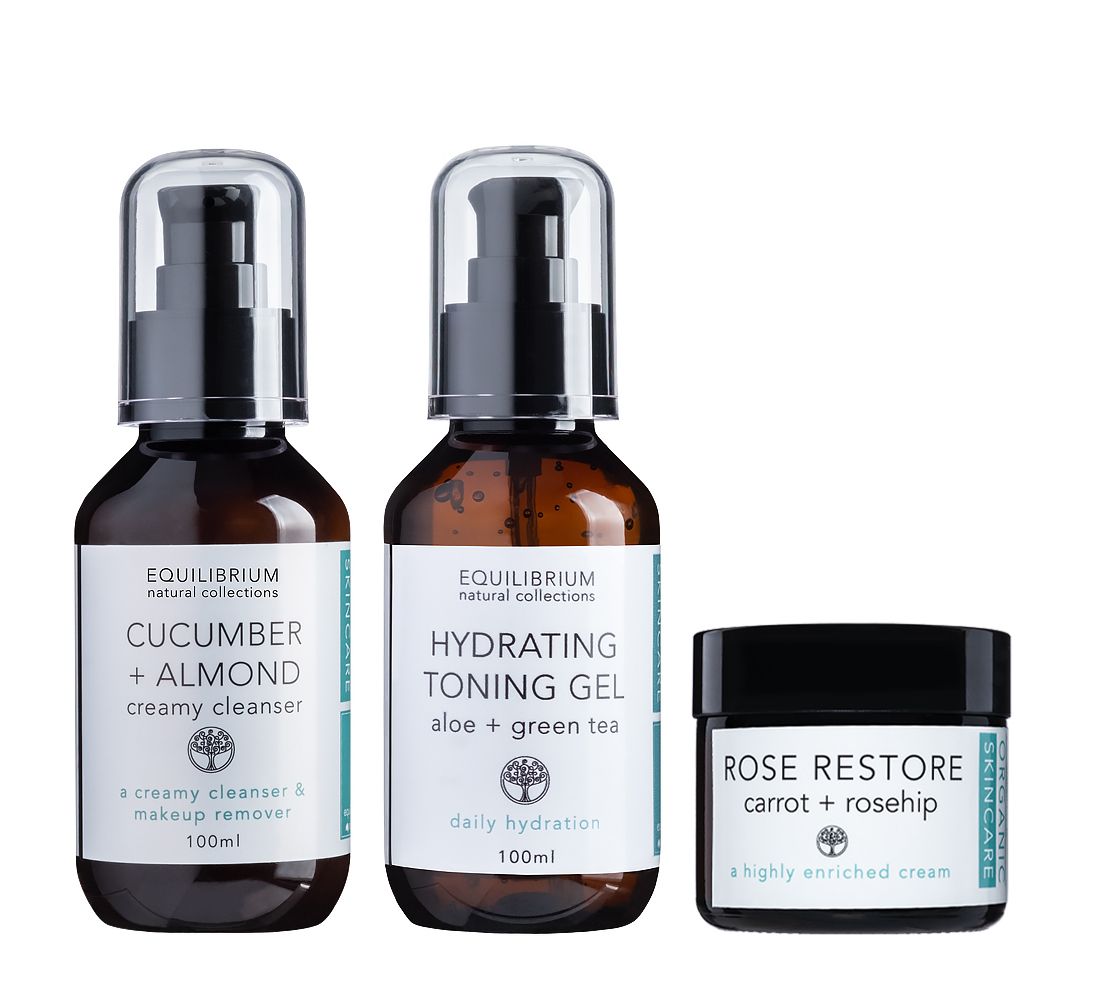 EQUILIBRIUM
natural collections
CUCUMBER
+ ALMOND
creamy cleanser
a creamy cleanser &
makeup remover
100ml
SKINCARE
EQUILIBRIUM
natural collections
HYDRATING
TONING GEL
aloe + green tea
daily hydration
100ml
SKINCARE
ROSE RESTORE
carrot + rosehip
a highly enriched cream
ORGANIC
SKINCARE